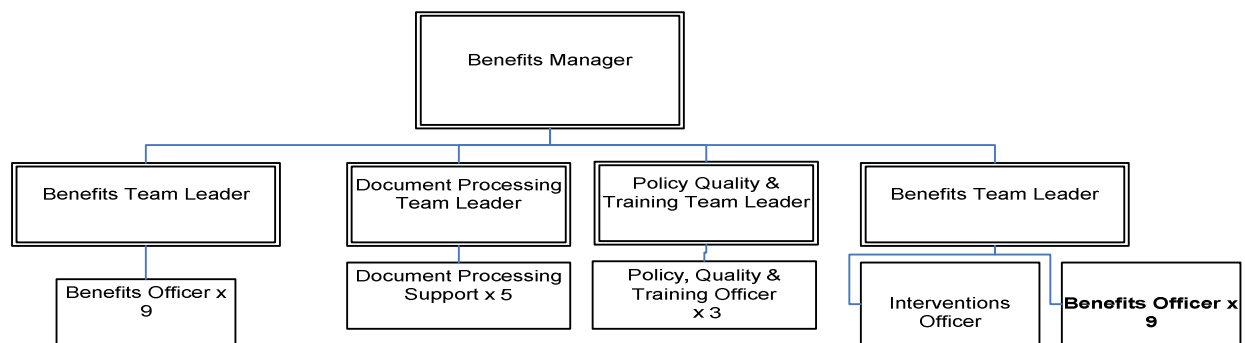 Benefits Manager
Benefits Team Leader
Document Processing
Team Leader
Policy Quality &
Training Team Leader
Benefits Team Leader
Benefits Officer x
9
Document Processing
Support x 5
Policy, Quality &
Training Officer
x 3
Interventions
Officer
Benefits Officer x
9